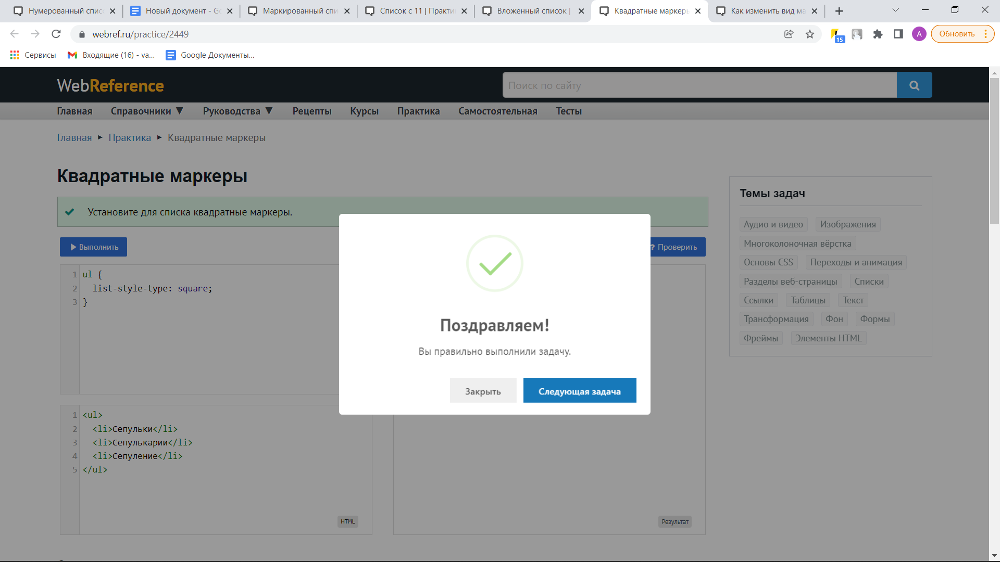 Нумерованный спис
Новый документ - Go
Маркированный спи
Список с 11 | Практи
Вложенный список |
Квадратные маркеры
Как изменить вид ма
webref.ru/practice/2449
15
A
Обновить
Сервисы
Входящие (16) - va...
Google Документы...
WebReference
Поиск по сайту
Главная
Справочники ▼
Руководства ▼
Рецепты
Курсы
Практика
Самостоятельная
Тесты
Главная ▸ Практика ▸ Квадратные маркеры
Квадратные маркеры
Установите для списка квадратные маркеры.
Выполнить
? Проверить
1 ul {
2 list-style-type: square;
3 }
1 <ul>
2 <li>Сепульки</li>
3 <li>Сепулькарии</li>
4 <li>Сепуление</li>
5 </ul>
HTML
Результат
Поздравляем!
Вы правильно выполнили задачу.
Закрыть
Следующая задача
Темы задач
Аудио и видео
Изображения
Многоколоночная вёрстка
Основы CSS
Переходы и анимация
Разделы веб-страницы
Списки
Ссылки
Таблицы
Текст
Трансформация
Фон
Формы
Фреймы
Элементы HTML